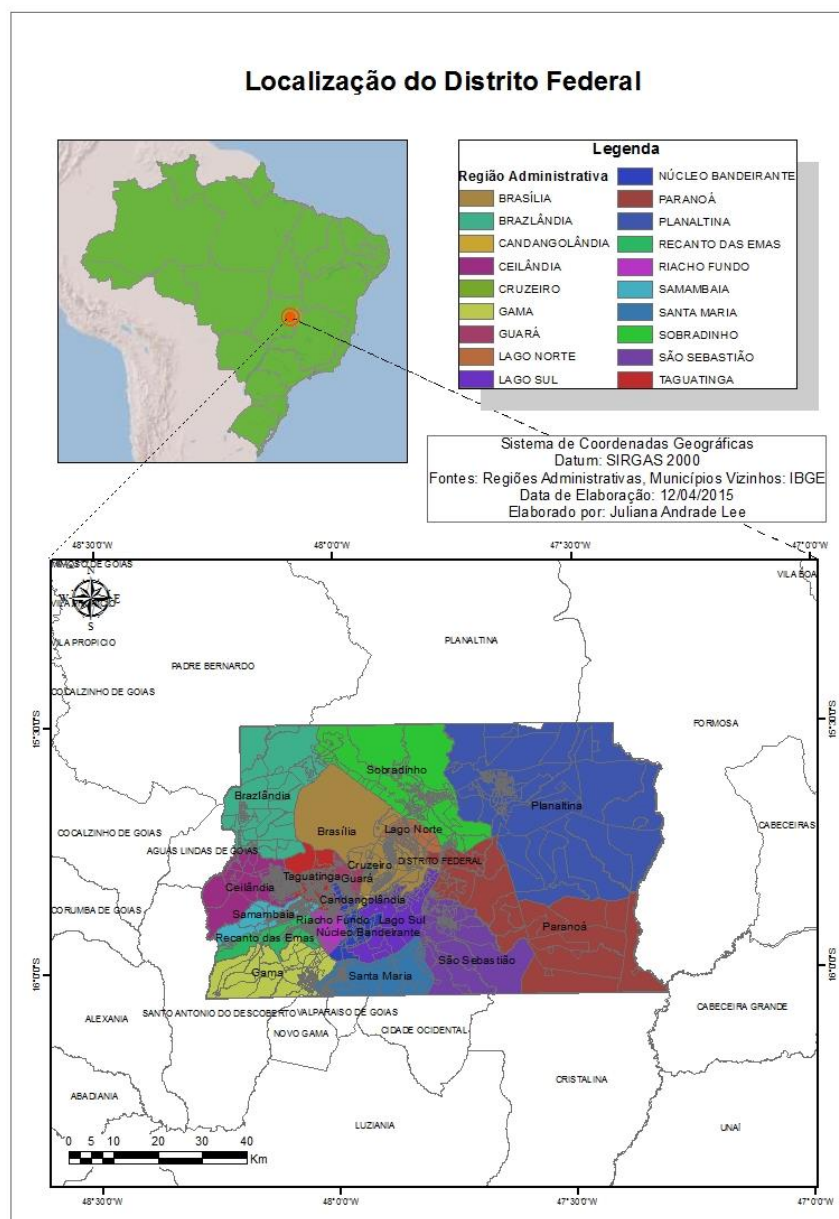 Localização do Distrito Federal
Legenda
Região Administrativa
BRASÍLIA
BRAZLÂNDIA
CANDANGOLÂNDIA
CEILÂNDIA
CRUZEIRO
GAMA
GUARÁ
LAGO NORTE
LAGO SUL
NÚCLEO BANDEIRANTE
PARANOÁ
PLANALTINA
RECANTO DAS EMAS
RIACHO FUNDO
SAMAMBAIA
SANTA MARIA
SOBRADINHO
SÃO SEBASTIÃO
TAGUATINGA
Sistema de Coordenadas Geográficas
Datum: SIRGAS 2000
Fontes: Regiões Administrativas, Municípios Vizinhos: IBGE
Data de Elaboração: 12/04/2015
Elaborado por: Juliana Andrade Lee
48°30'0"W 48°0'0"W 47°30'0"W 47°0'0"W
DE GOIAS
VILA BOA
N
W E
S
VILA PROPICIO
PLANALTINA
PADRE BERNARDO
COCALZINHO DE GOIAS
15°30'0"S
FORMOSA
15°30'0"S
Sobradinho
Brazlândia
Planaltina
Brasília
Lago Norte
CABECEIRAS
COCALZINHO DE GOIAS
AGUAS LINDAS DE GOIAS
Cruzeiro
DISTRITO FEDERAL
Taguatinga
Guará
Ceilândia
Candangolândia
CORUMBA DE GOIAS
Samambaia
Riacho Fundo
Lago Sul
Paranoá
Recanto das Emas
Núcleo Bandeirante
São Sebastião
16°0'0"S
Gama
Santa Maria
16°0'0"S
CABECEIRA GRANDE
ALEXANIA
SANTO ANTONIO DO DESCOBERTO
VALPARAISO DE GOIAS
NOVO GAMA
CIDADE OCIDENTAL
CRISTALINA
ABADIANIA
LUZIANIA
UNAÍ
0 5 10 20 30 40
Km
48°30'0"W 48°0'0"W 47°30'0"W 47°0'0"W